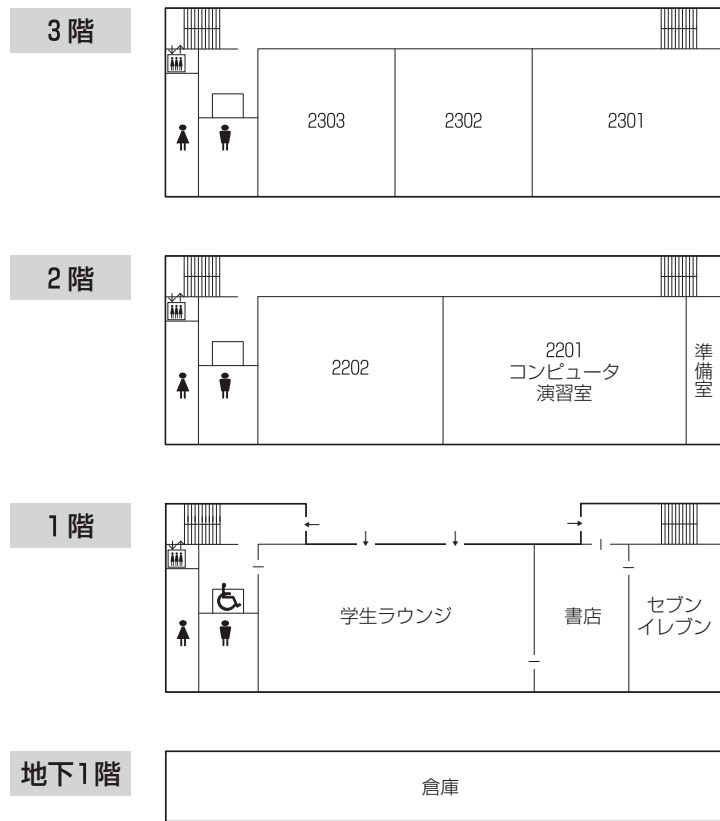 3階
2303
2302
2301
2階
2202
2201
コンピュータ
演習室
準備室
1階
学生ラウンジ
書店
セブン
イレブン
地下1階
倉庫